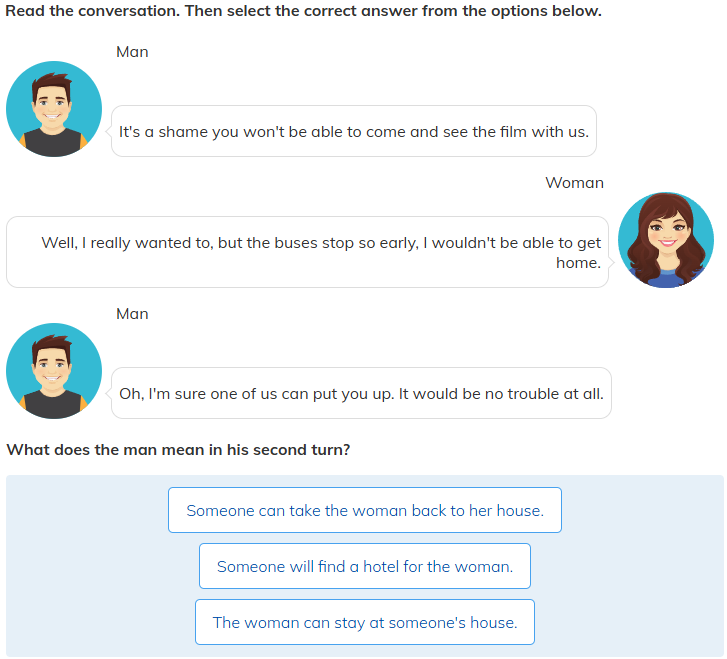 Read the conversation. Then select the correct answer from the options below.
Man
It's a shame you won't be able to come and see the film with us.
Woman
Well, I really wanted to, but the buses stop so early, I wouldn't be able to get
home.
Man
Oh, I'm sure one of us can put you up. It would be no trouble at all.
What does the man mean in his second turn?
Someone can take the woman back to her house.
Someone will find a hotel for the woman.
The woman can stay at someone's house.